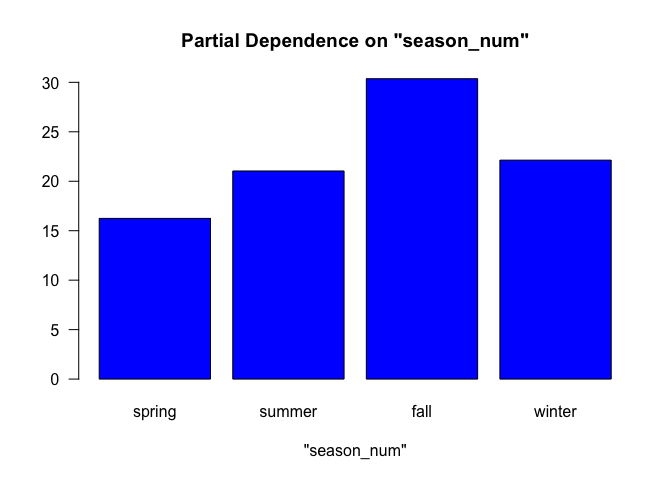 Partial Dependence on "season_num"
30
25
20
15
10
5
0
spring summer fall winter
"season_num"